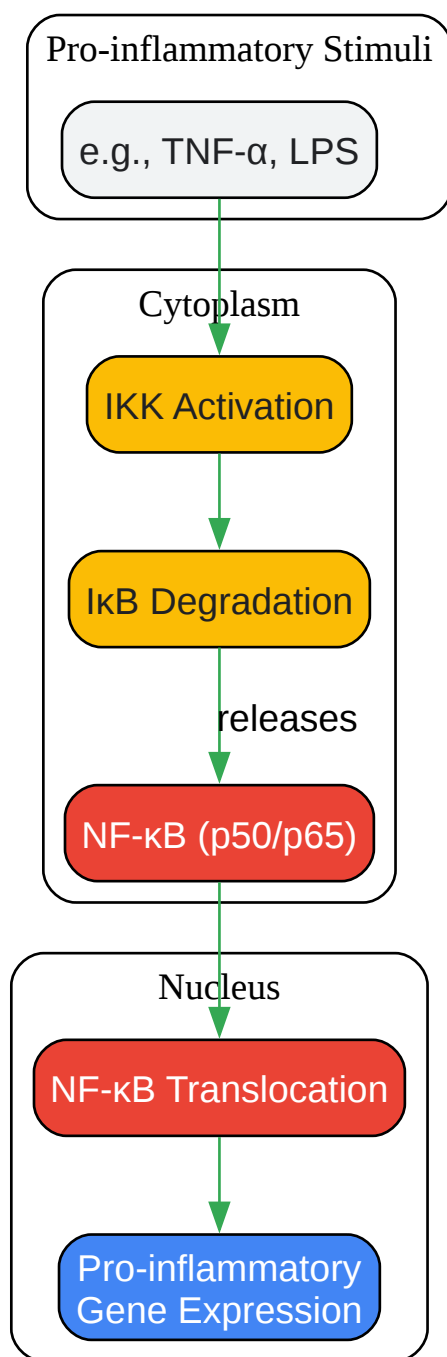 Pro-inflammatory Stimuli
e.g., TNF-α, LPS
Cytoplasm
IKK Activation
IκB Degradation
releases
NF-κB (p50/p65)
Nucleus
NF-κB Translocation
Pro-inflammatory
Gene Expression